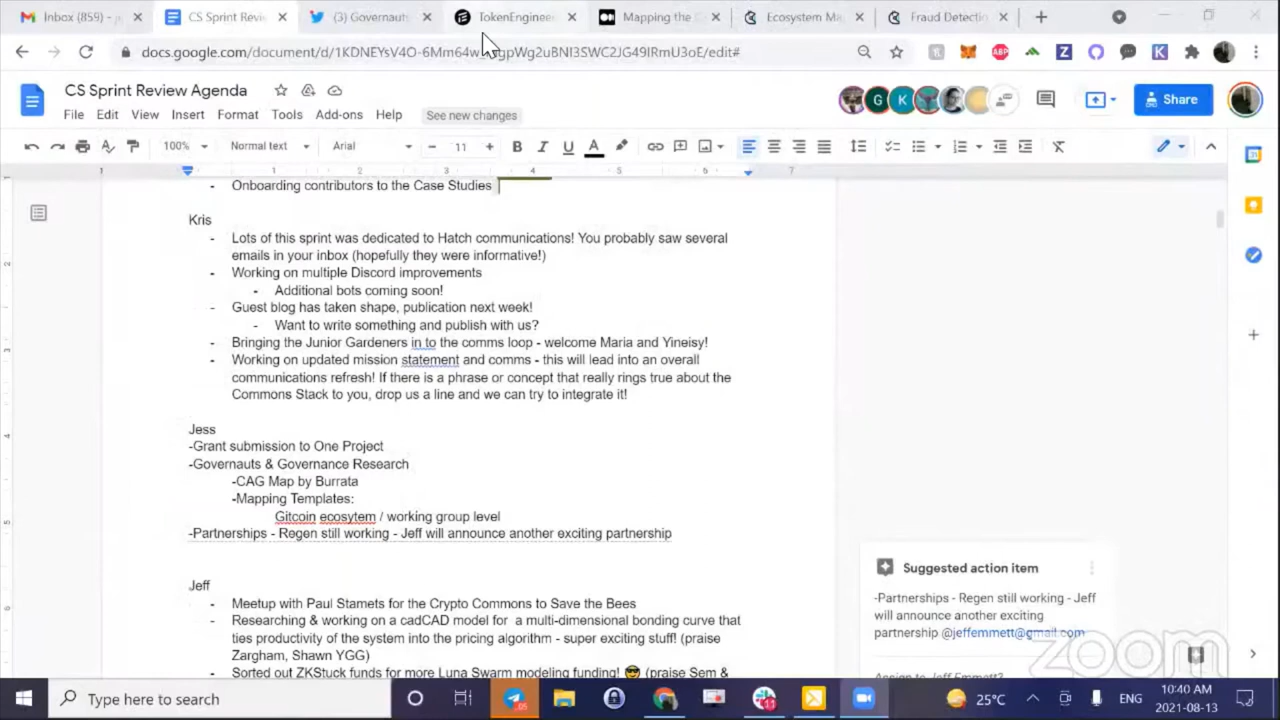 Inbox (859) - j
CS Sprint Revi
(3) Governauts
TokenEngineer
Mapping the
Ecosystem Ma
Fraud Detectio
docs.google.com/document/d/1KDNEYsV4O-6Mm64w
gpWg2uBNI3SWC2JG49IRmU3oE/edit#
CS Sprint Review Agenda
File Edit View Insert Format Tools Add-ons Help See new changes
Share
100% Normal text Arial 11
Onboarding contributors to the Case Studies
Kris
- Lots of this sprint was dedicated to Hatch communications! You probably saw several
emails in your inbox (hopefully they were informative!)
- Working on multiple Discord improvements
- Additional bots coming soon!
- Guest blog has taken shape, publication next week!
- Want to write something and publish with us?
- Bringing the Junior Gardeners in to the comms loop - welcome Maria and Yineisy!
- Working on updated mission statement and comms - this will lead into an overall
communications refresh! If there is a phrase or concept that really rings true about the
Commons Stack to you, drop us a line and we can try to integrate it!
Jess
-Grant submission to One Project
-Governauts & Governance Research
-CAG Map by Burrata
-Mapping Templates:
Gitcoin ecosytem / working group level
-Partnerships - Regen still working - Jeff will announce another exciting partnership
Jeff
- Meetup with Paul Stamets for the Crypto Commons to Save the Bees
- Researching & working on a cadCAD model for a multi-dimensional bonding curve that
ties productivity of the system into the pricing algorithm - super exciting stuff! (praise
Zargham, Shawn YGG)
- Sorted out ZKStuck funds for more Luna Swarm modeling funding! 😎 (praise Sem &
Suggested action item
-Partnerships - Regen still working - Jeff
will announce another exciting
partnership @jeffemmett@gmail.com
Assign to Jeff Emmett?
zoom
Type here to search
25°C
ENG
10:40 AM
2021-08-13